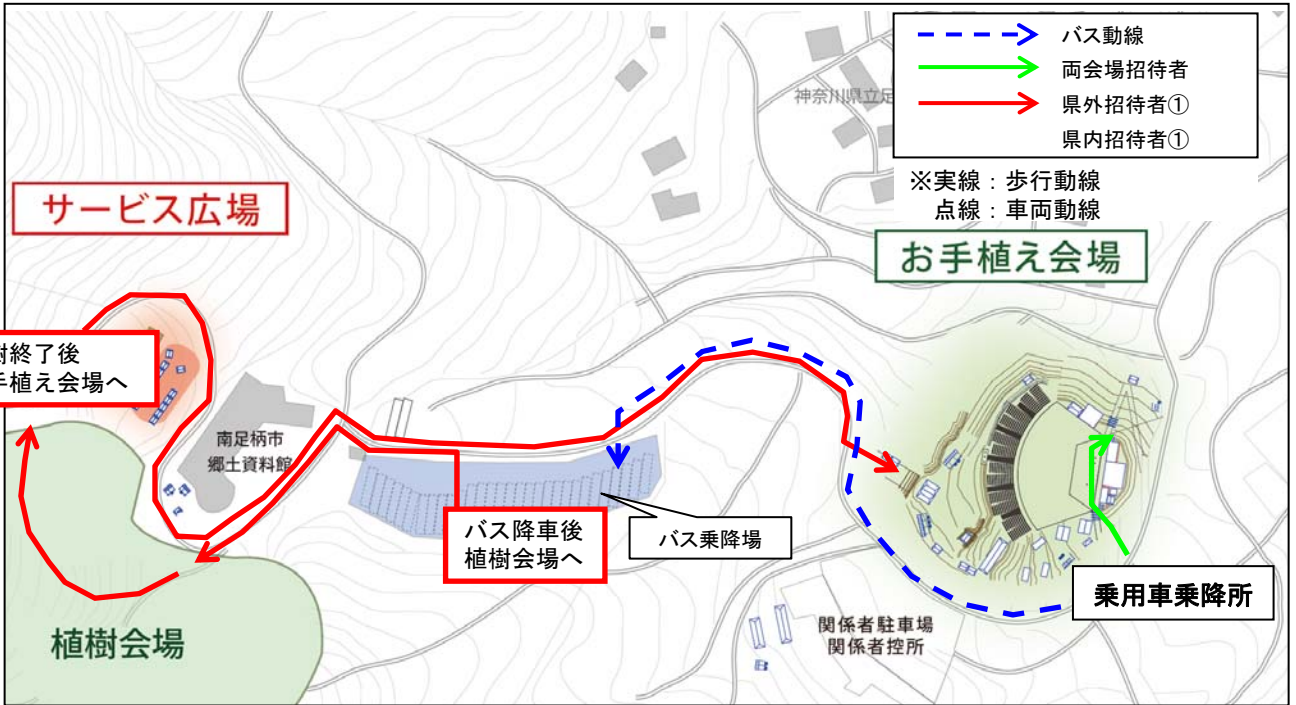 バス動線
両会場招待者
県外招待者①
県内招待者①
※実線：歩行動線
点線：車両動線
神奈川県立足
サービス広場
お手植え会場
樹終了後
手植え会場へ
南足柄市
郷土資料館
バス降車後
植樹会場へ
バス乗降場
乗用車乗降所
関係者駐車場
関係者控所
植樹会場